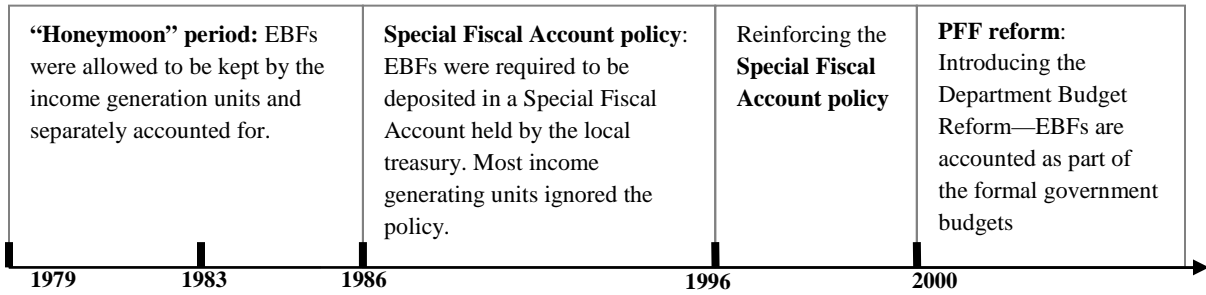 “Honeymoon” period: EBFs
were allowed to be kept by the
income generation units and
separately accounted for.
Special Fiscal Account policy:
EBFs were required to be
deposited in a Special Fiscal
Account held by the local
treasury. Most income
generating units ignored the
policy.
Reinforcing the
Special Fiscal
Account policy
PFF reform:
Introducing the
Department Budget
Reform—EBFs are
accounted as part of
the formal government
budgets
1979
1983
1986
1996
2000